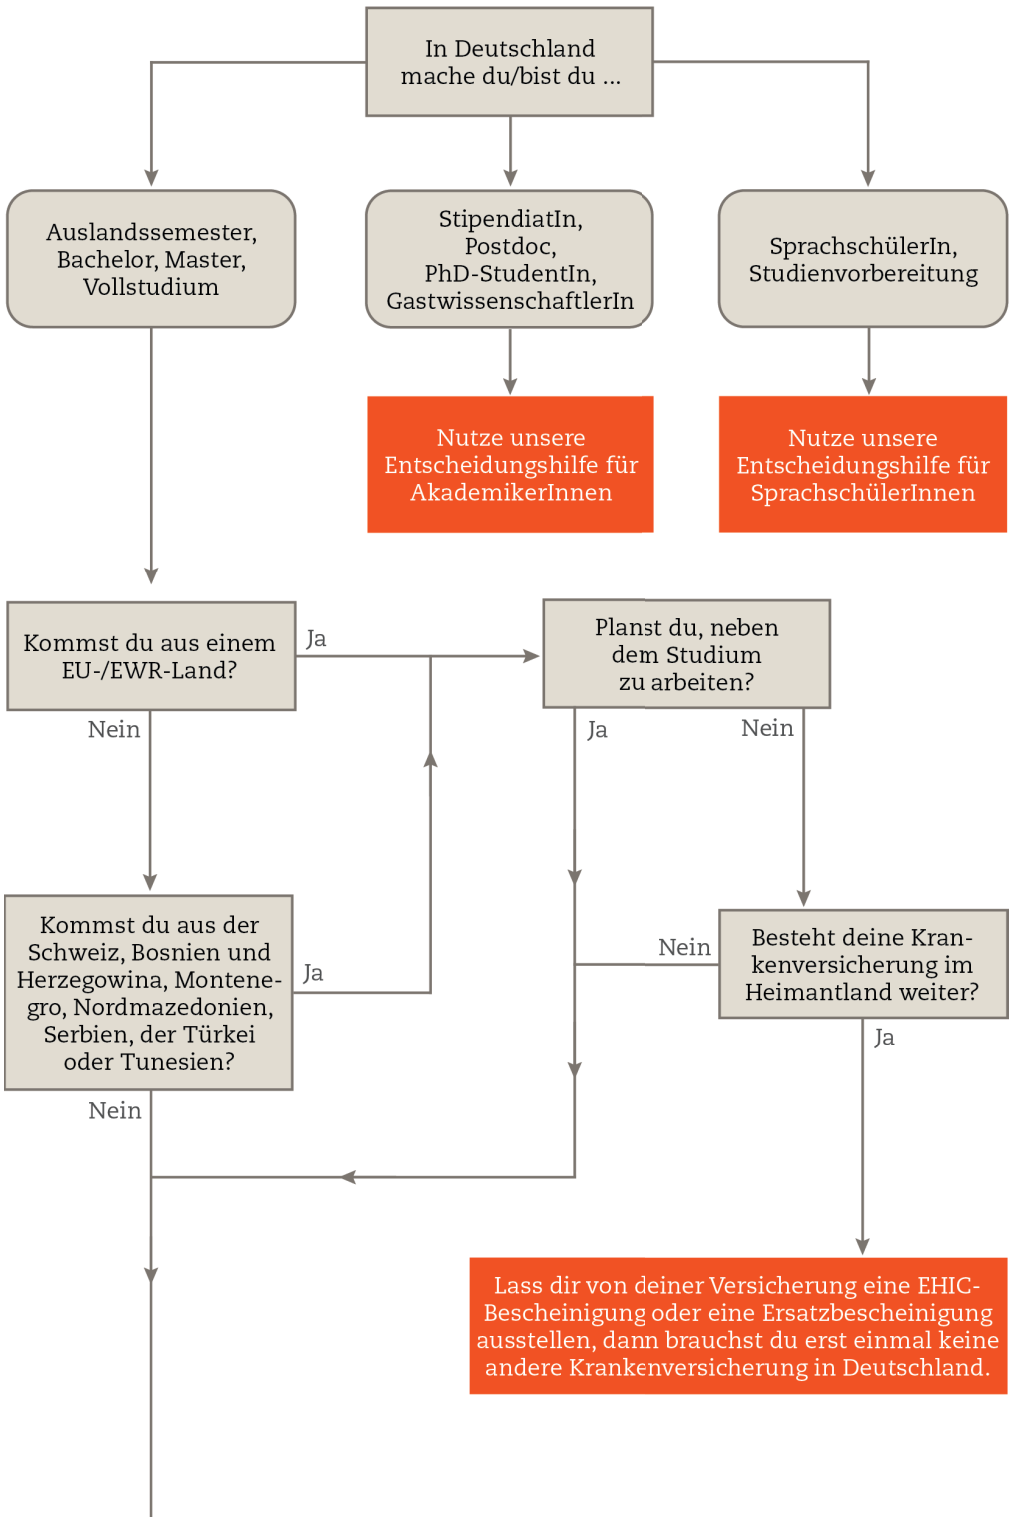 In Deutschland
mache du/bist du ...
Auslandssemester,
Bachelor, Master,
Vollstudium
StipendiatIn,
Postdoc,
PhD-StudentIn,
GastwissenschaftlerIn
SprachschülerIn,
Studienvorbereitung
Nutze unsere
Entscheidungshilfe für
AkademikerInnen
Nutze unsere
Entscheidungshilfe für
SprachschülerInnen
Kommst du aus einem
EU-/EWR-Land?
Ja
Planst du, neben
dem Studium
zu arbeiten?
Nein
Ja
Nein
Kommst du aus der
Schweiz, Bosnien und
Herzegowina, Montene-
gro, Nordmazedonien,
Serbien, der Türkei
oder Tunesien?
Ja
Nein
Besteht deine Kran-
kenversicherung im
Heimantland weiter?
Ja
Nein
Lass dir von deiner Versicherung eine EHIC-
Bescheinigung oder eine Ersatzbescheinigung
ausstellen, dann brauchst du erst einmal keine
andere Krankenversicherung in Deutschland.